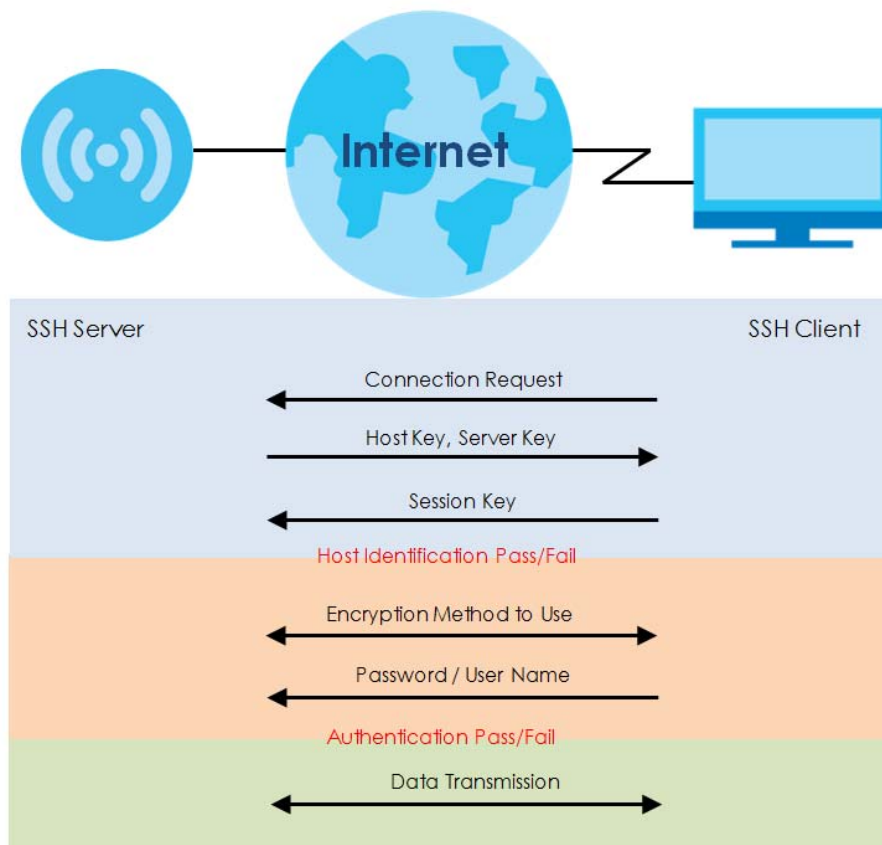 Internet
SSH Server
SSH Client
Connection Request
Host Key, Server Key
Session Key
Host Identification Pass/Fail
Encryption Method to Use
Password / User Name
Authentication Pass/Fail
Data Transmission